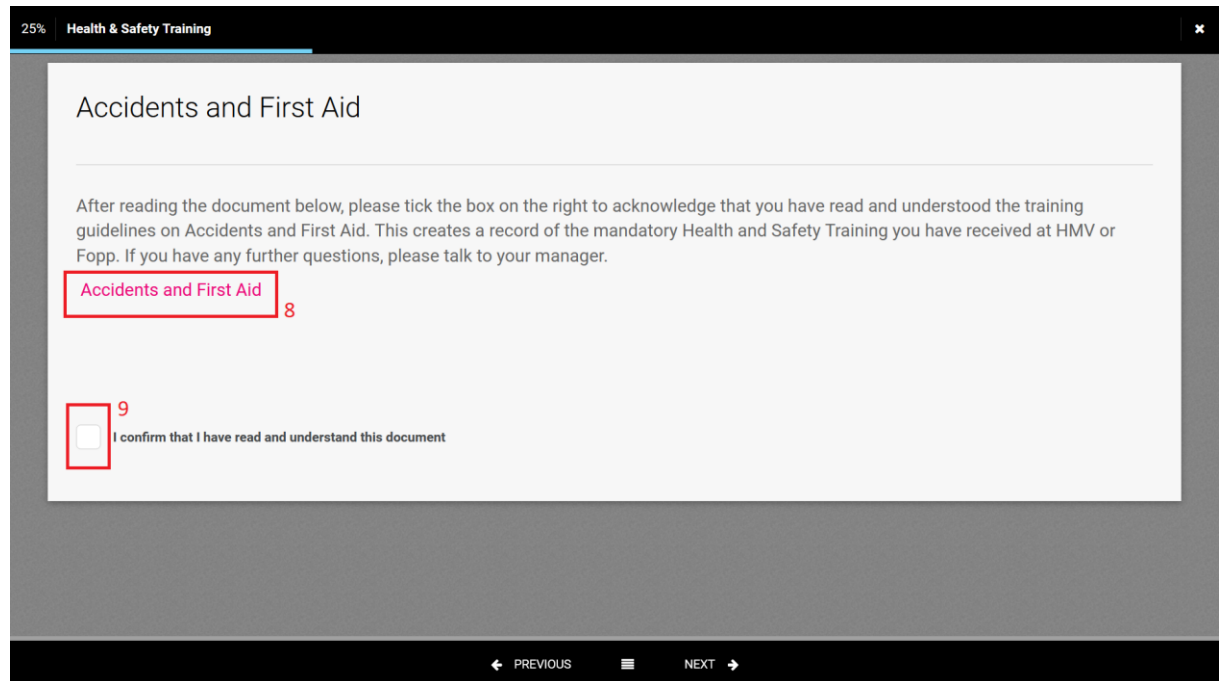 25% Health & Safety Training
Accidents and First Aid
After reading the document below, please tick the box on the right to acknowledge that you have read and understood the training
guidelines on Accidents and First Aid. This creates a record of the mandatory Health and Safety Training you have received at HMV or
Fopp. If you have any further questions, please talk to your manager.
Accidents and First Aid
8
9
I confirm that I have read and understand this document
PREVIOUS NEXT